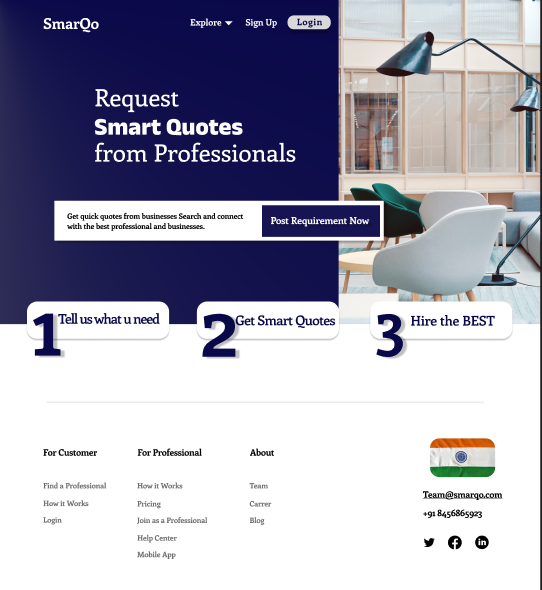 SmarQo
Explore
Sign Up
Login
Request
Smart Quotes
from Professionals
Get quick quotes from businesses Search and connect
with the best professional and businesses.
Post Requirement Now
1 Tell us what u need
2 Get Smart Quotes
3 Hire the BEST
For Customer
Find a Professional
How it Works
Login
For Professional
How it Works
Pricing
Join as a Professional
Help Center
Mobile App
About
Team
Carrer
Blog
Team@smarqo.com
+91 8456865923